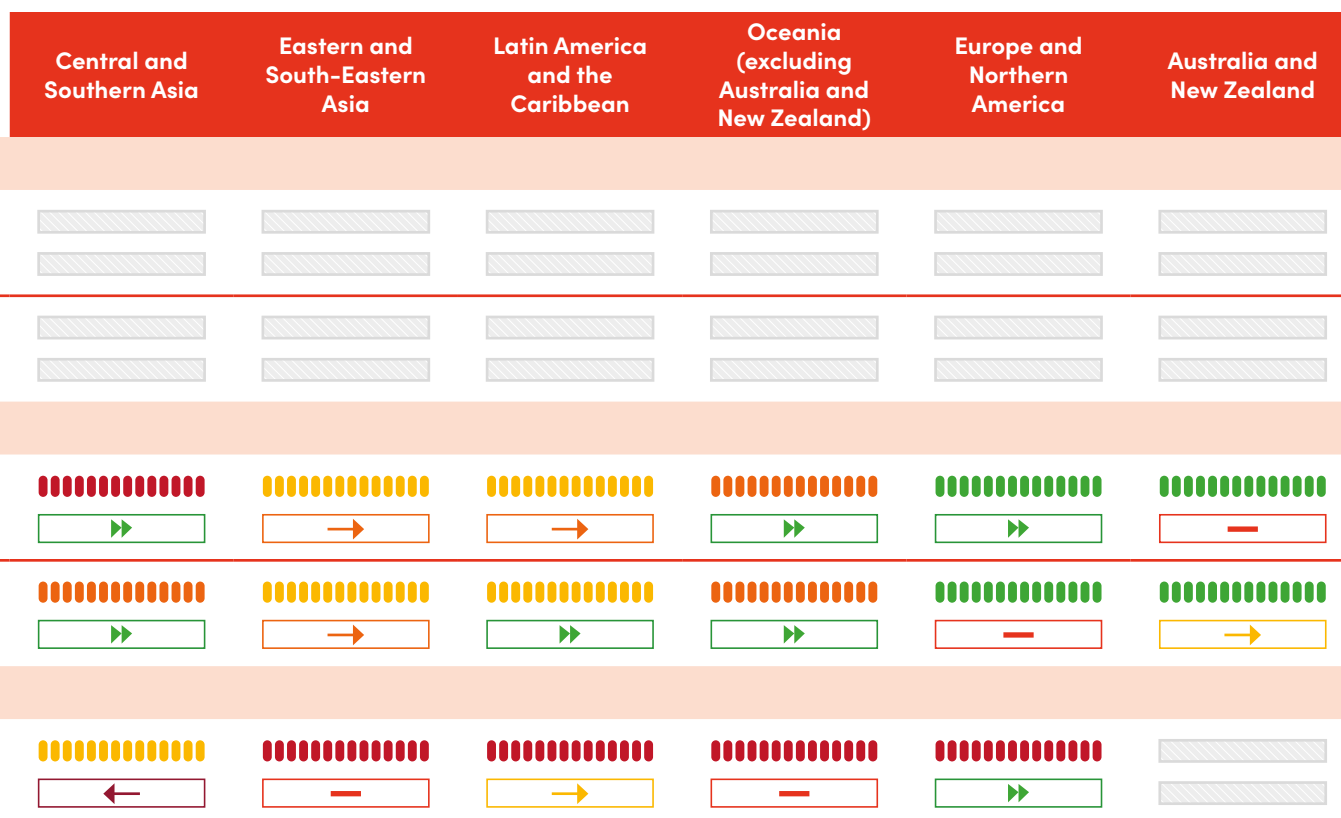 Central and
Southern Asia
Eastern and
South-Eastern
Asia
Latin America
and the
Caribbean
Oceania
(excluding
Australia and
New Zealand)
Europe and
Northern
America
Australia and
New Zealand